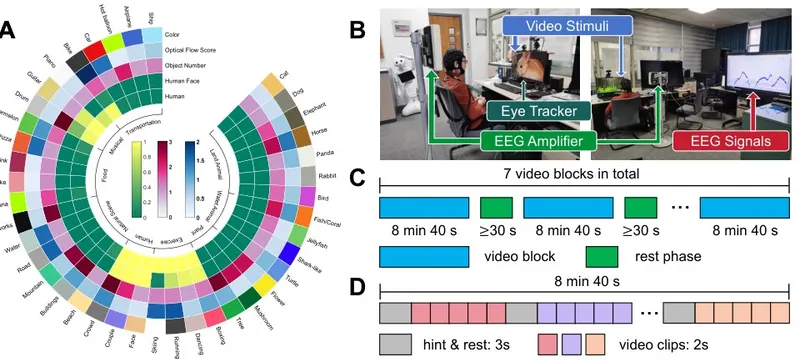 A
Ship
Airplane
Hot balloon
Car
Bike
Piano
Guitar
Drum
Color
Optical Flow Score
Object Number
Human Face
Human
Cat
Dog
Elephant
Horse
Panda
Rabbit
Bird
Fish/Coral
Jellyfish
Shark-like
Turtle
Flower
Mushroom
Tree
Boxing
Dancing
Running
Skiing
Face
Couple
Crowd
Beach
Buildings
Mountain
Road
Water
Transportation
Musical
Food
Natural Scene
Human
Exercise
Plant
Water Animal
Land Animal
1
0.8
0.6
0.4
0.2
0
3
2
1
0
2
1.5
1
0.5
0
B
Video Stimuli
Eye Tracker
EEG Amplifier
EEG Signals
C
7 video blocks in total
8 min 40 s ≥30 s 8 min 40 s ≥30 s 8 min 40 s
video block rest phase
D
8 min 40 s
hint & rest: 3s video clips: 2s